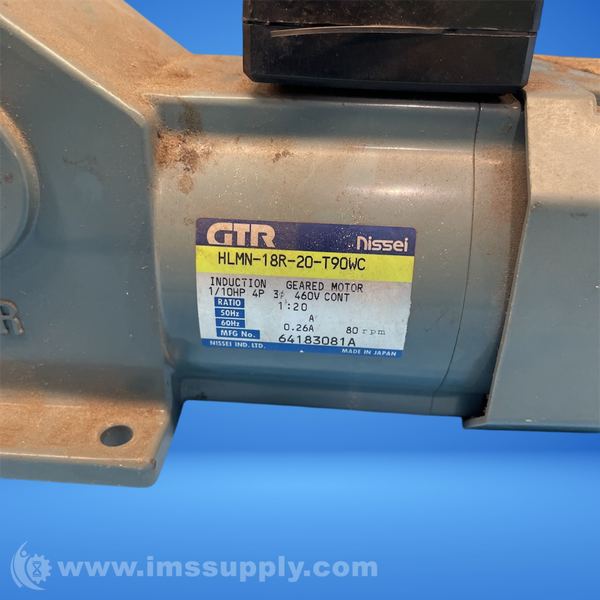 GTR Nissei
HLMN-18R-20-T90WC
INDUCTION GEARED MOTOR
1/10HP 4P 3⌀ 460V CONT
RATIO 1:20
50Hz A
60Hz 0.26A 80 rpm
MFG No. 64183081A
NISSEI IND. LTD. MADE IN JAPAN
R
www.imssupply.com